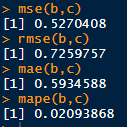 > mse(b,c)
[1] 0.5270408
> rmse(b,c)
[1] 0.7259757
> mae(b,c)
[1] 0.5934588
> mape(b,c)
[1] 0.02093868